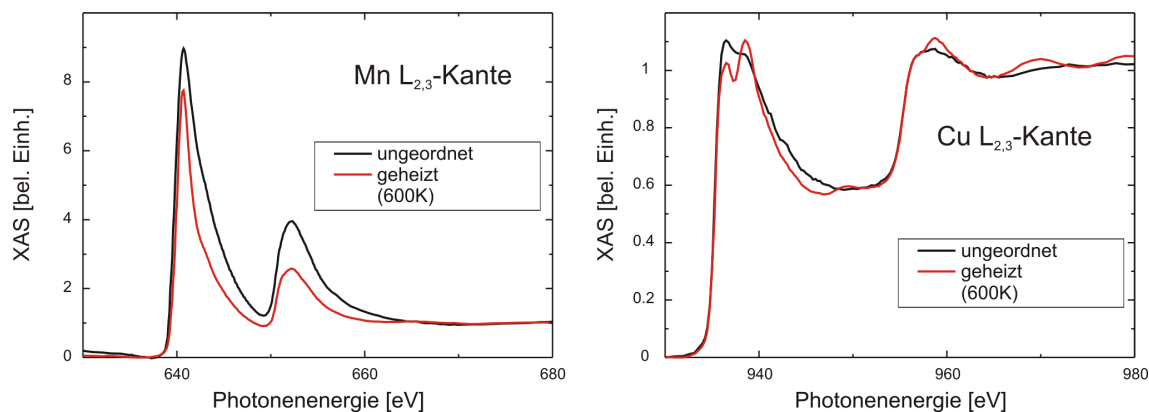 XAS [bel. Einh.]
8
6
4
2
0
Mn L2,3-Kante
ungeordnet
geheizt
(600K)
640
660
680
Photonenenergie [eV]
XAS [bel. Einh.]
1
0.8
0.6
0.4
0.2
0
Cu L2,3-Kante
ungeordnet
geheizt
(600K)
940
960
980
Photonenenergie [eV]